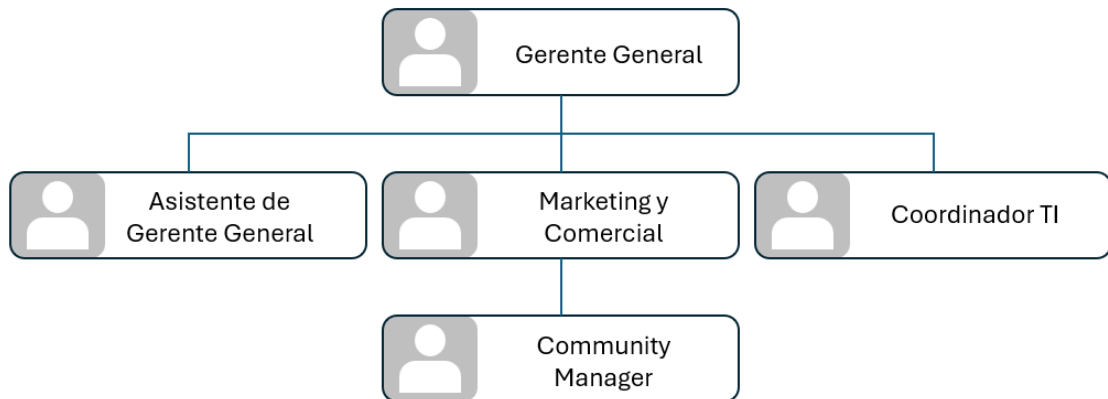 Gerente General
Asistente de
Gerente General
Marketing y
Comercial
Coordinador TI
Community
Manager